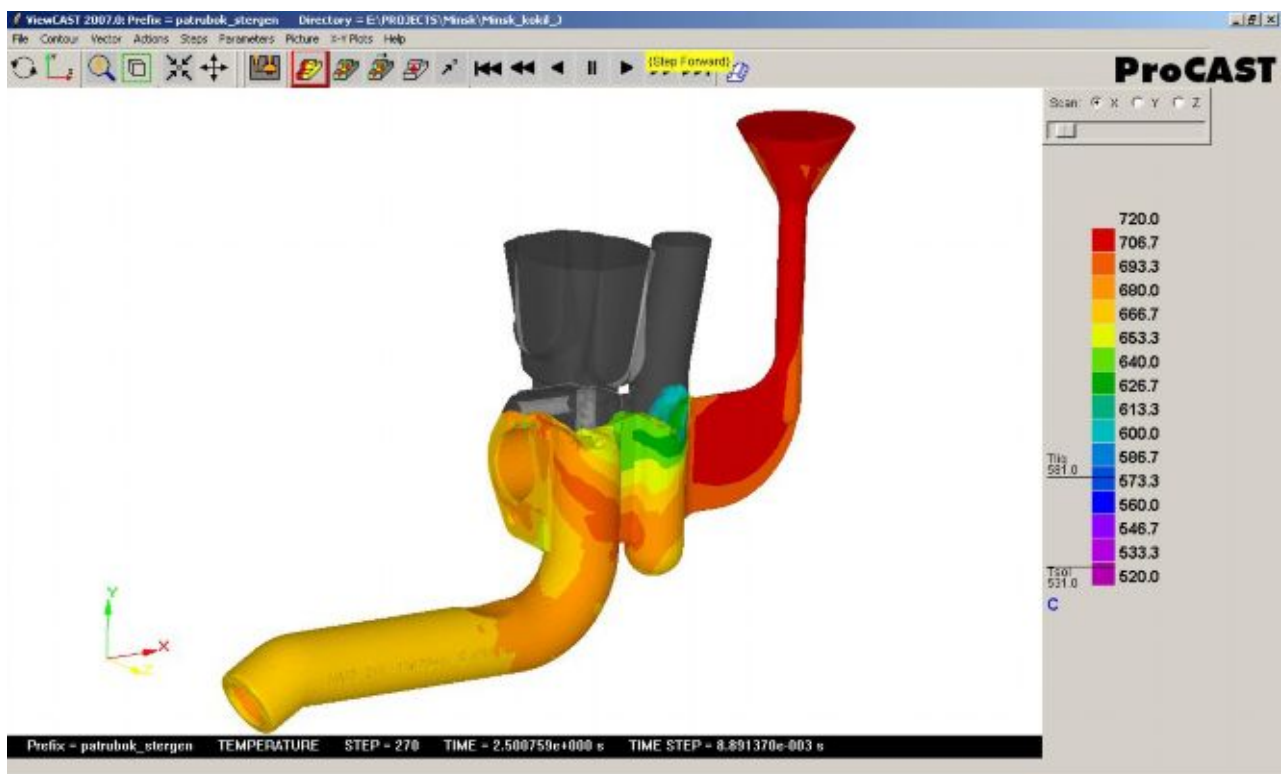 ViewCAST 2007.0: Prefix = patrubok_stergen Directory = E:\PROJECTS\Minsk\Minsk_kokil_)
File Contour Vector Actions Steps Parameters Picture X-Y Plots Help
(Step Forward)
ProCAST
Scan: X Y Z
720.0
706.7
693.3
680.0
666.7
653.3
640.0
626.7
613.3
600.0
586.7
Tliq
581.0
573.3
560.0
546.7
533.3
Tsol
531.0
520.0
C
Y
X
Z
Prefix = patrubok_stergen TEMPERATURE STEP = 270 TIME = 2.500759e+000 s TIME STEP = 8.891370e-003 s